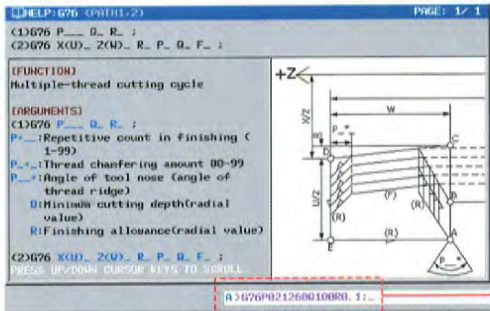 HELP:G76 (PATH1,2)
PAGE: 1/ 1
(1)G76 P___ Q_ R_ ;
(2)G76 X(U)_ Z(W)_ R_ P_ Q_ F_ ;
[FUNCTION]
Multiple-thread cutting cycle
[ARGUMENTS]
(1)G76 P___ Q_ R_ ;
P*__:Repetitive count in finishing (
1-99)
P_*_:Thread chamfering amount 00-99
P__*:Angle of tool nose (angle of
thread ridge)
Q:Minimum cutting depth(radial
value)
R:Finishing allowance(radial value)
(2)G76 X(U)_ Z(W)_ R_ P_ Q_ F_ ;
PRESS UP/DOWN CURSOR KEYS TO SCROLL
+Z
X/2
W
R
P_*_
C
D
U/2
(R)
(F)
(R)
B
(R)
E
A
P__*
A>G76P021260Q100R0.1;_